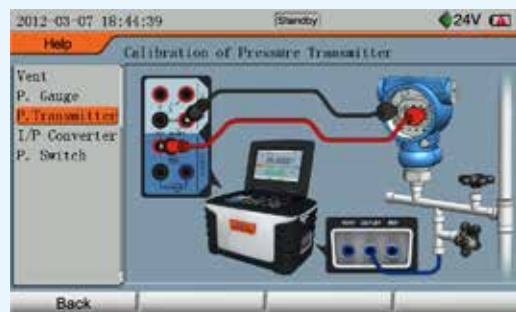 2012-03-07 18:44:39
Standby
24V
Help
Calibration of Pressure Transmitter
Vent
P. Gauge
P.Transmitter
I/P Converter
P. Switch
OUTLET
Back